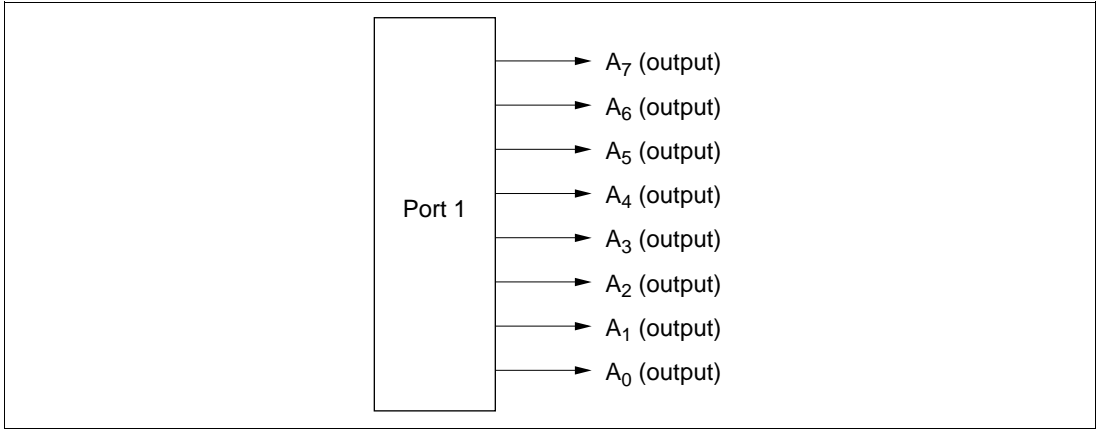 A₇ (output)
A₆ (output)
A₅ (output)
A₄ (output)
Port 1
A₃ (output)
A₂ (output)
A₁ (output)
A₀ (output)